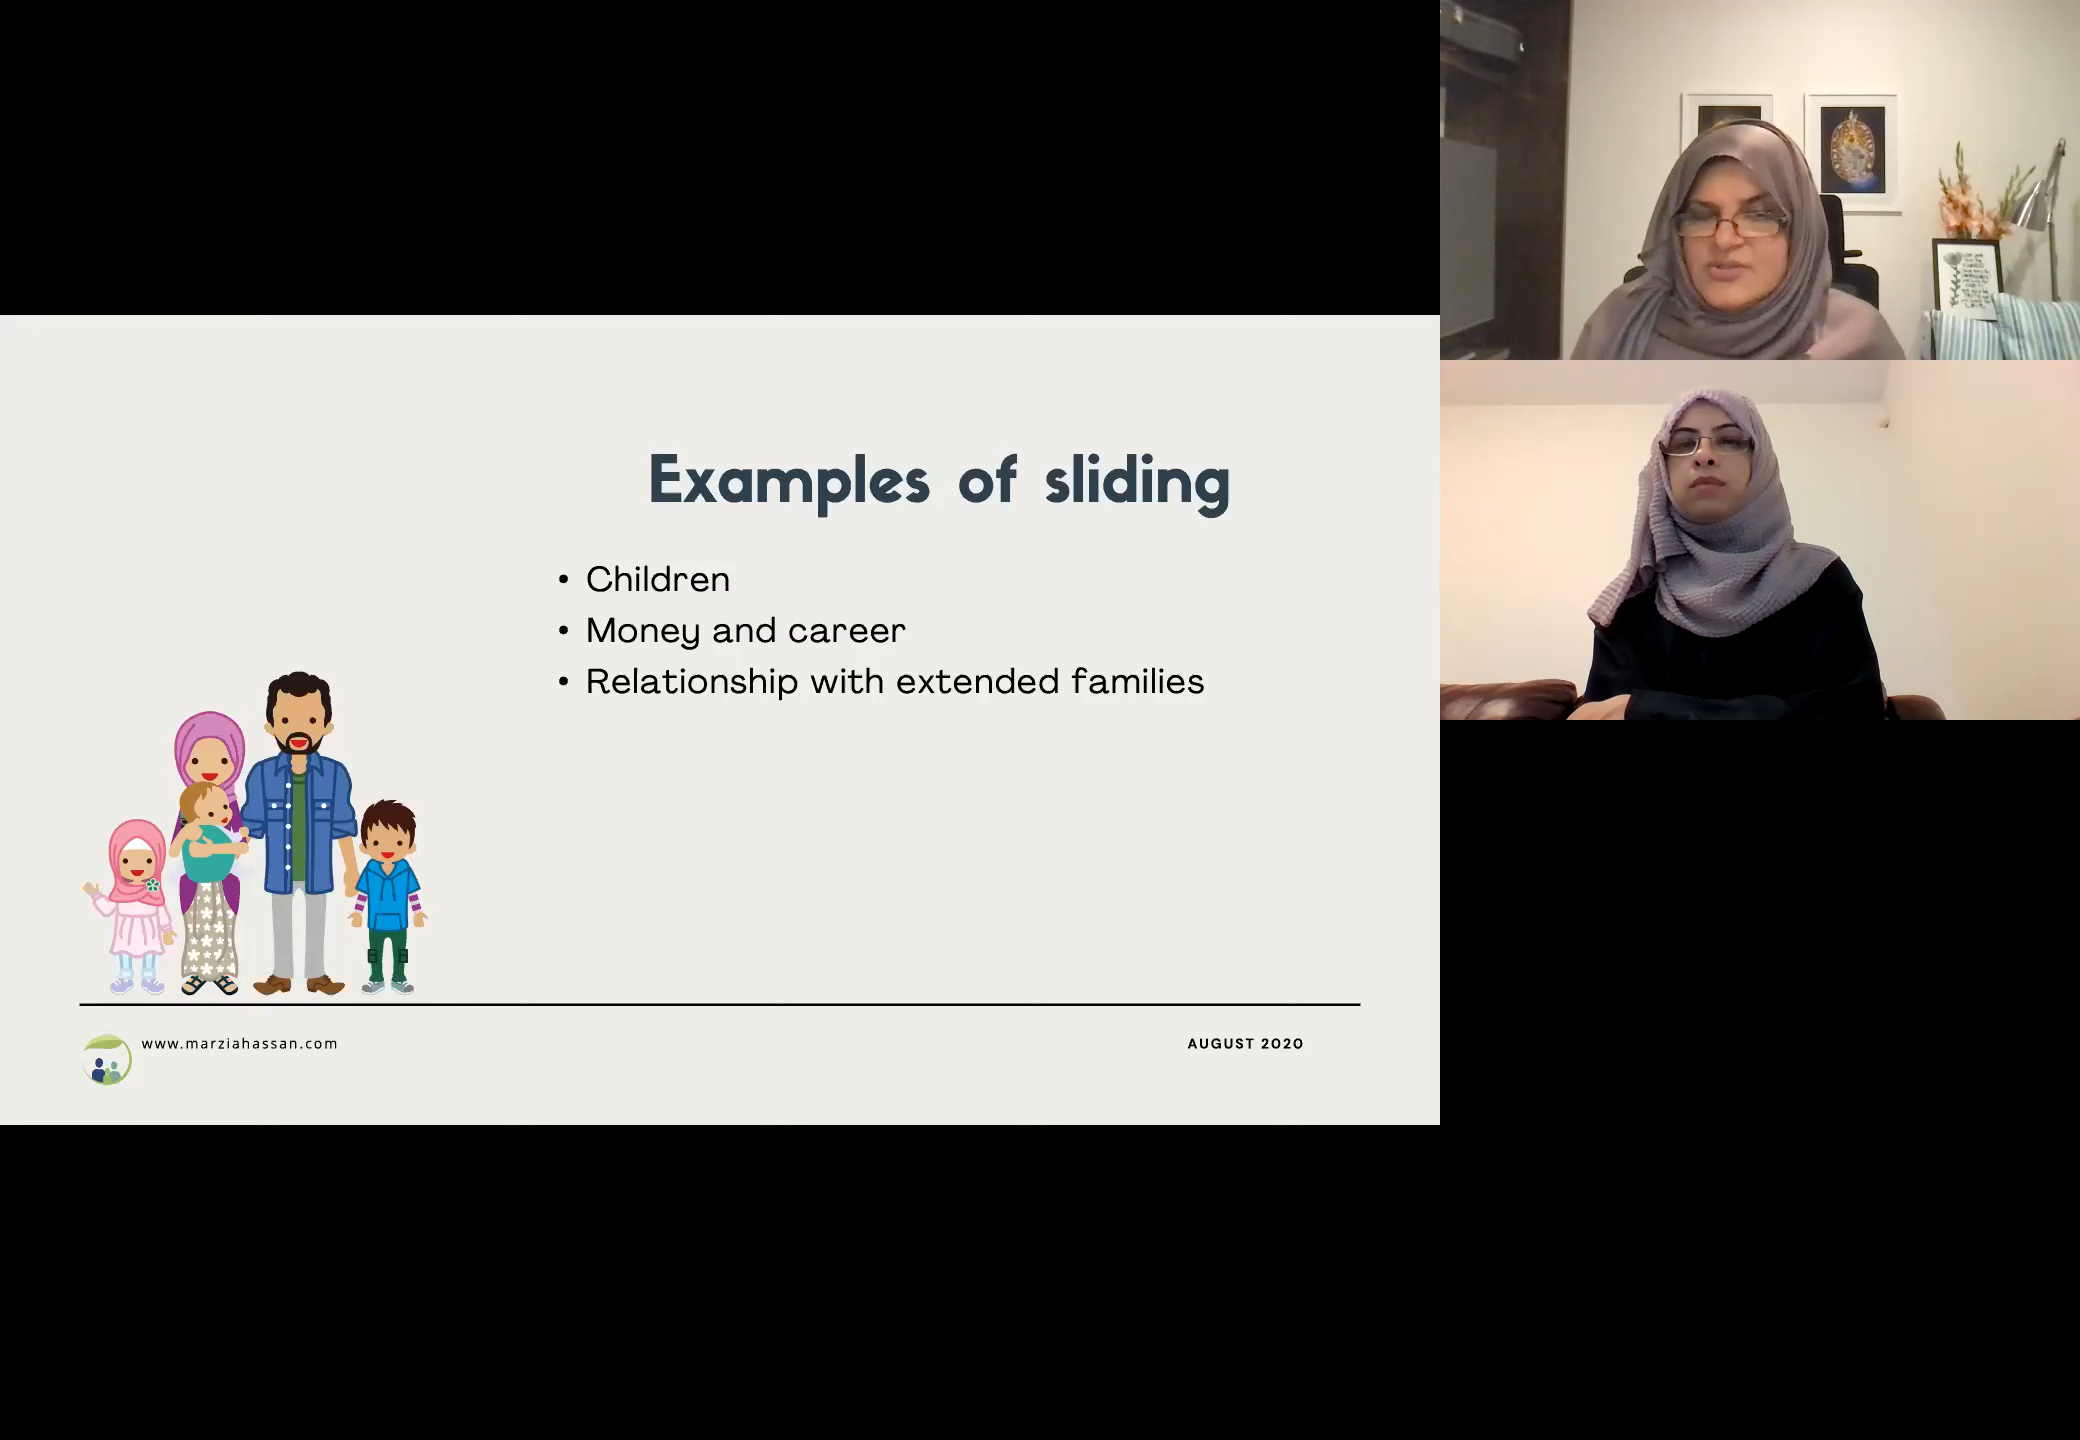 Examples of sliding
• Children
• Money and career
• Relationship with extended families
www.marziahassan.com
AUGUST 2020